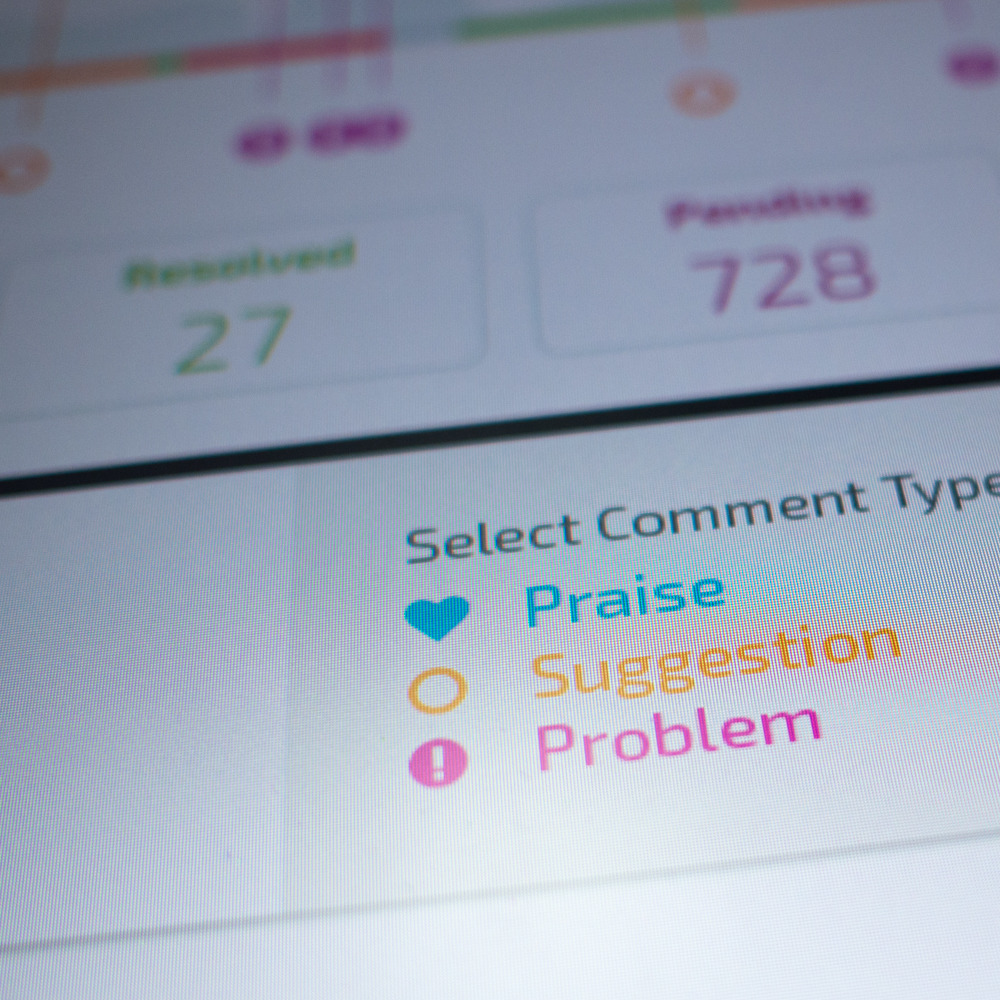 Resolved
27
Pending
728
Select Comment Type
Praise
Suggestion
Problem